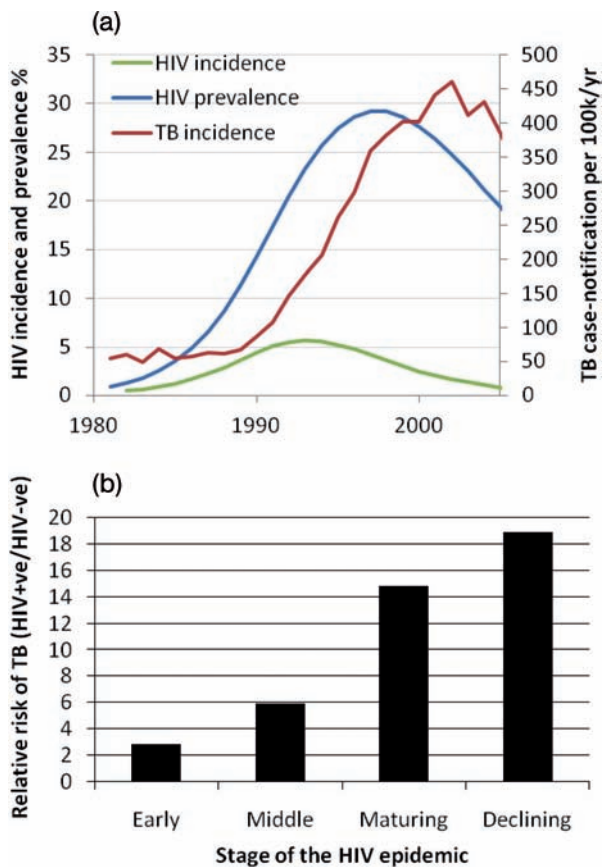 (a)
HIV incidence and prevalence %
35
30
25
20
15
10
5
0
HIV incidence
HIV prevalence
TB incidence
500
450
400
350
300
250
200
150
100
50
0
TB case-notification per 100k/yr
1980
1990
2000
(b)
Relative risk of TB (HIV+ve/HIV-ve)
20
18
16
14
12
10
8
6
4
2
0
Early
Middle
Maturing
Declining
Stage of the HIV epidemic